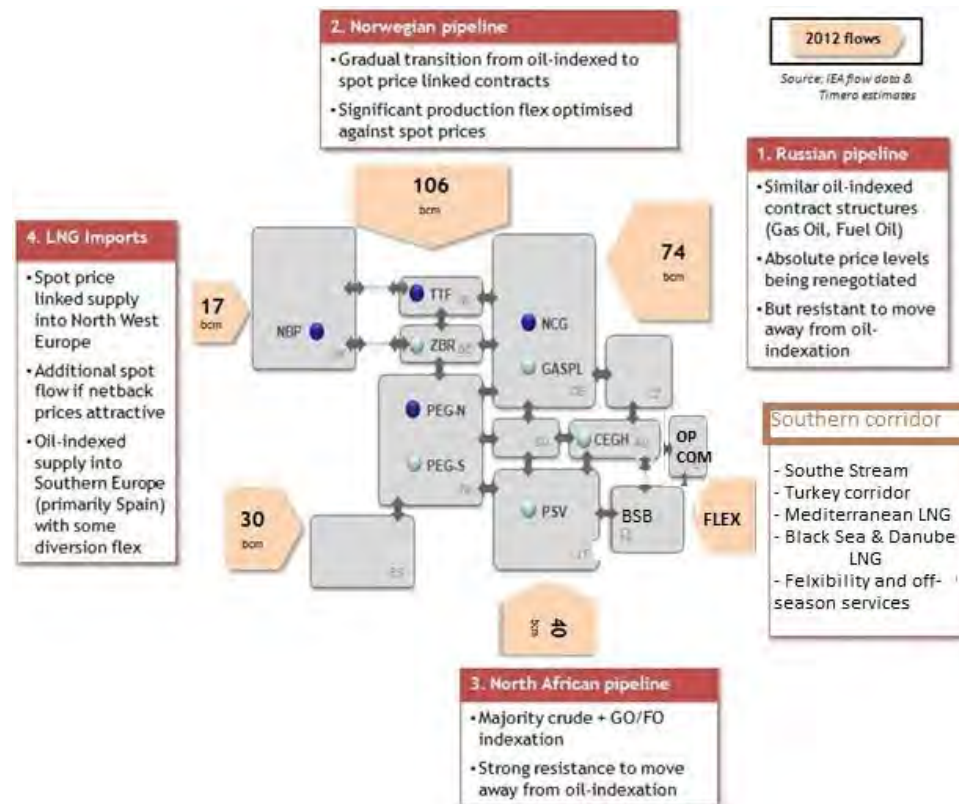 2. Norwegian pipeline
•Gradual transition from oil-indexed to
spot price linked contracts
•Significant production flex optimised
against spot prices
2012 flows
Source: IEA flow data &
Timera estimates
1. Russian pipeline
•Similar oil-indexed
contract structures
(Gas Oil, Fuel Oil)
•Absolute price levels
being renegotiated
•But resistant to move
away from oil-
indexation
106
bcm
74
bcm
4. LNG Imports
•Spot price
linked supply
into North West
Europe
•Additional spot
flow if netback
prices attractive
•Oil-indexed
supply into
Southern Europe
(primarily Spain)
with some
diversion flex
17
bcm
NBP
TTF
ZBR
NCG
GASPL
PEG-N
PEG-S
CEGH
OP
COM
PSV
BSB
FLEX
30
bcm
ES
40
bcm
Southern corridor
- Southe Stream
- Turkey corridor
- Mediterranean LNG
- Black Sea & Danube
LNG
- Felxibility and off-
season services
3. North African pipeline
•Majority crude + GO/FO
indexation
•Strong resistance to move
away from oil-indexation